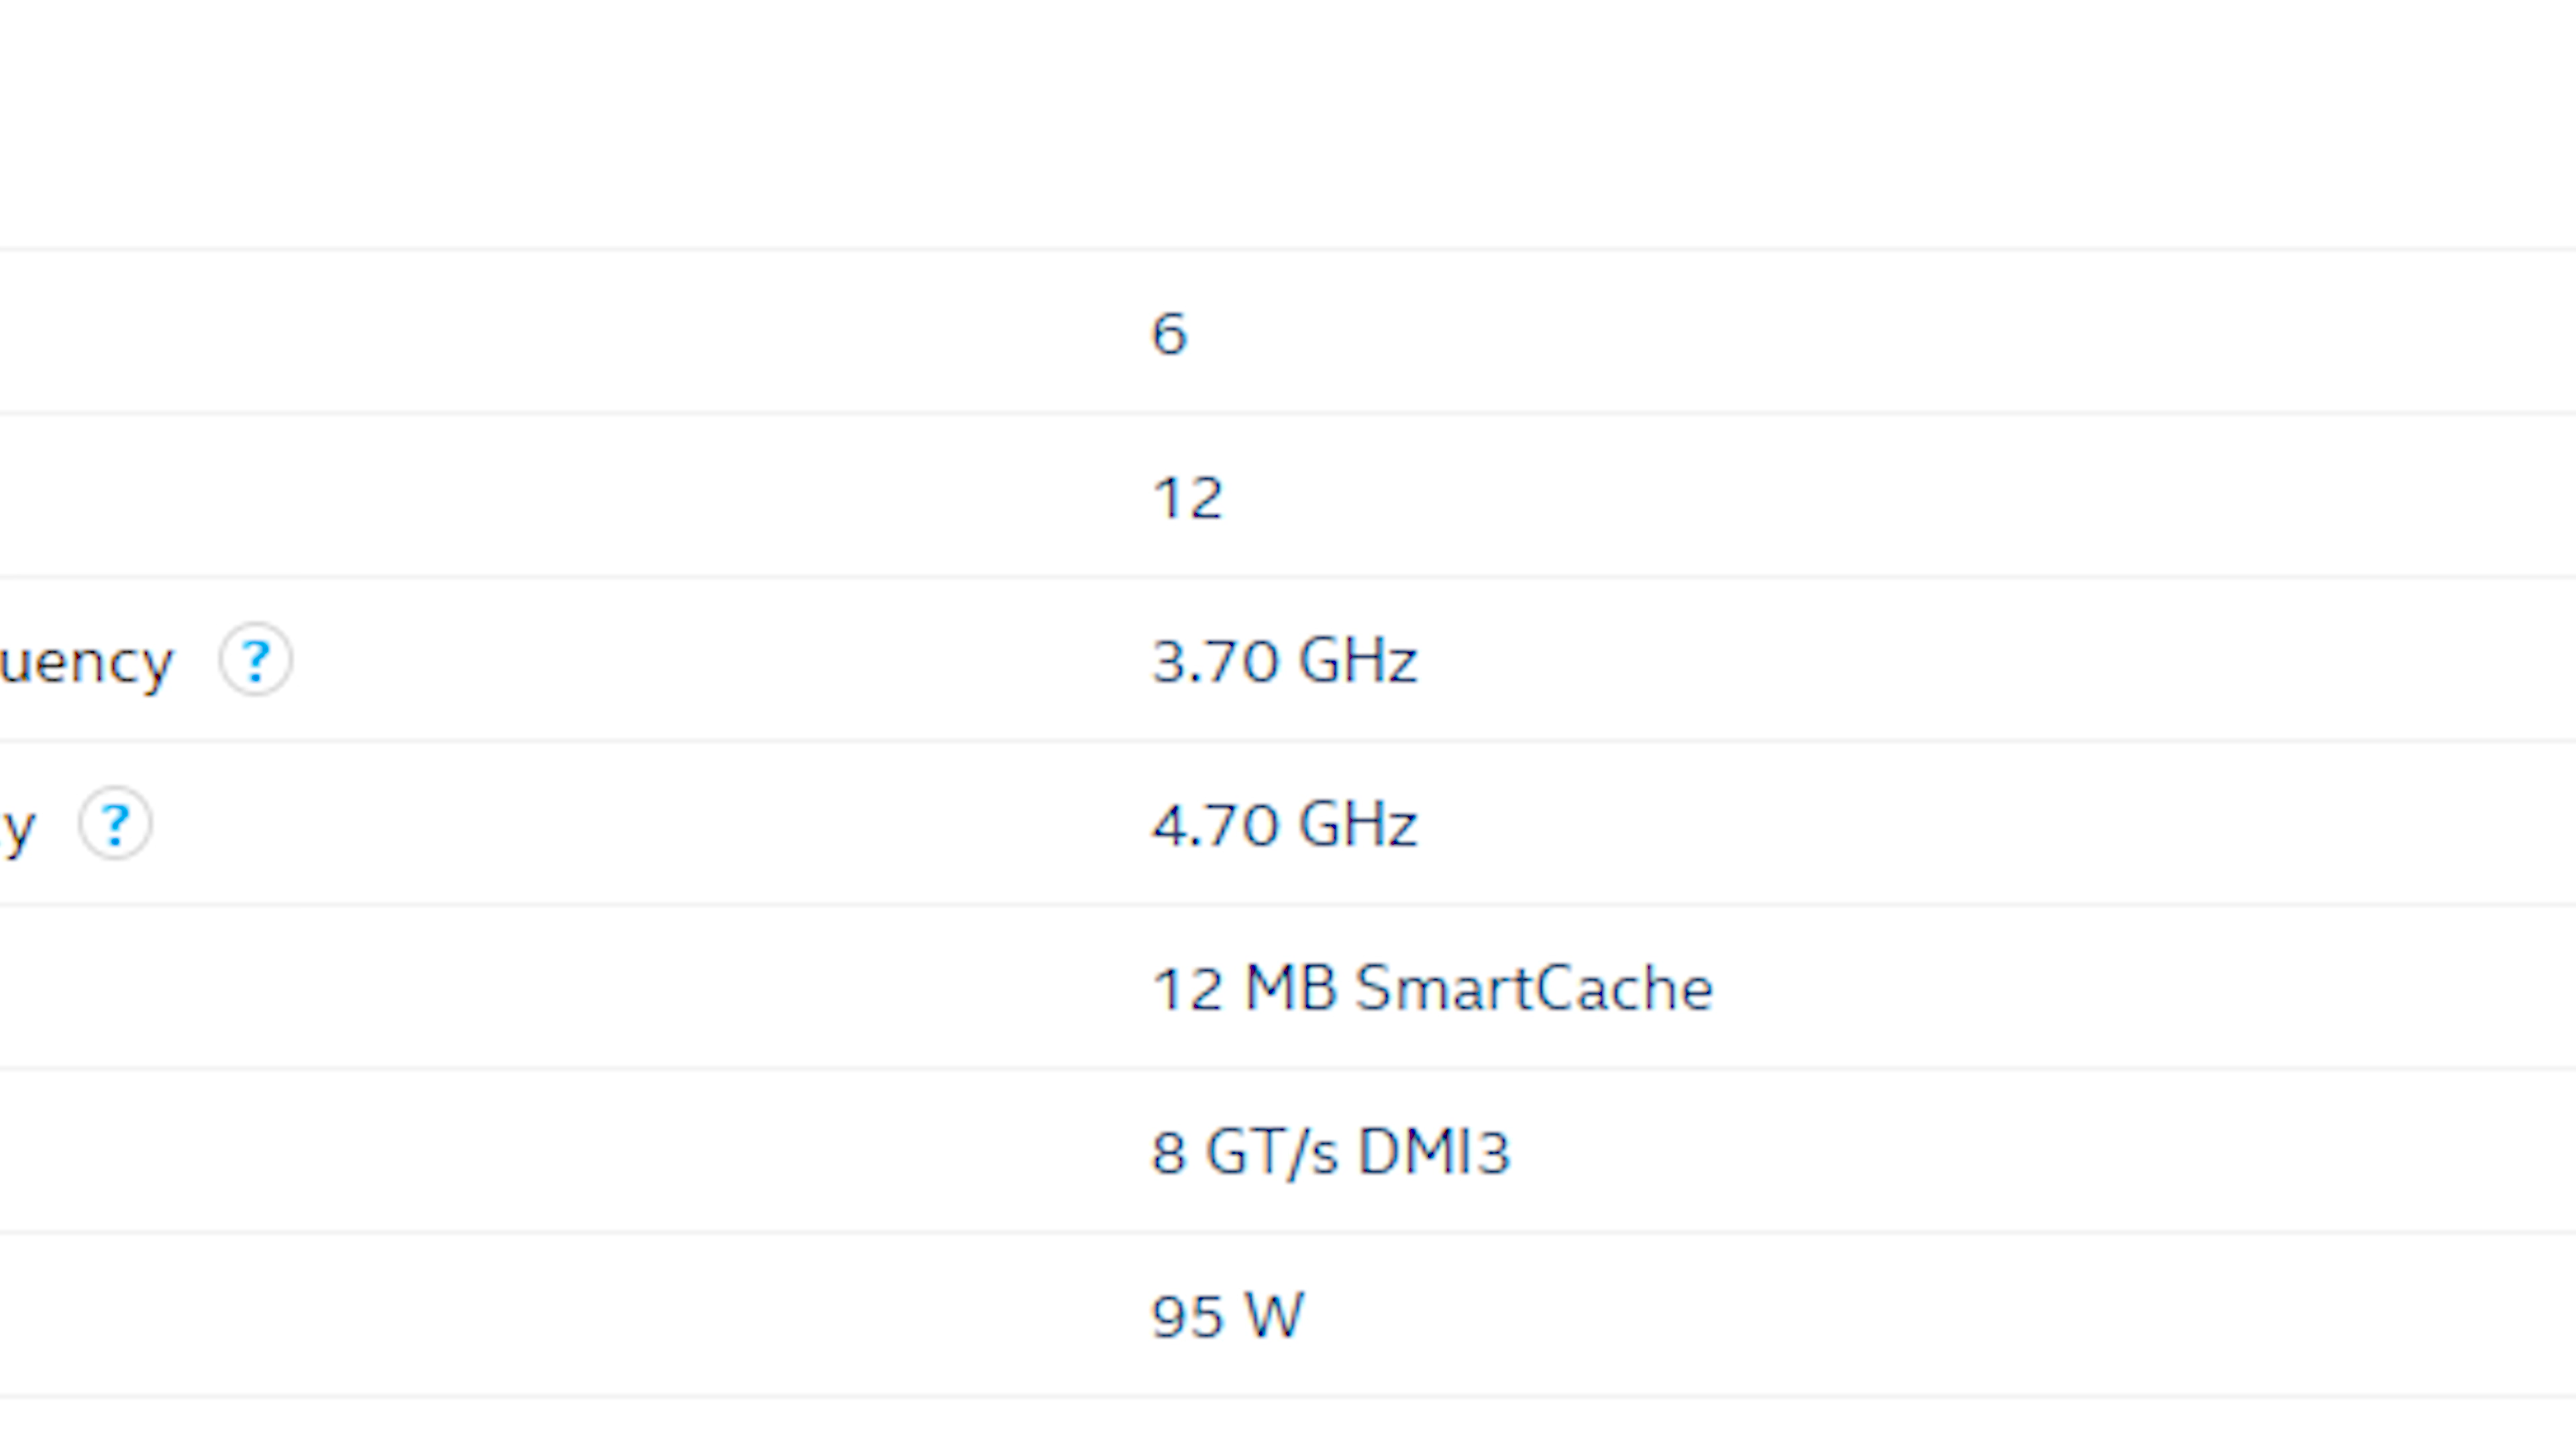 6
12
uency ? 3.70 GHz
y ? 4.70 GHz
12 MB SmartCache
8 GT/s DMI3
95 W